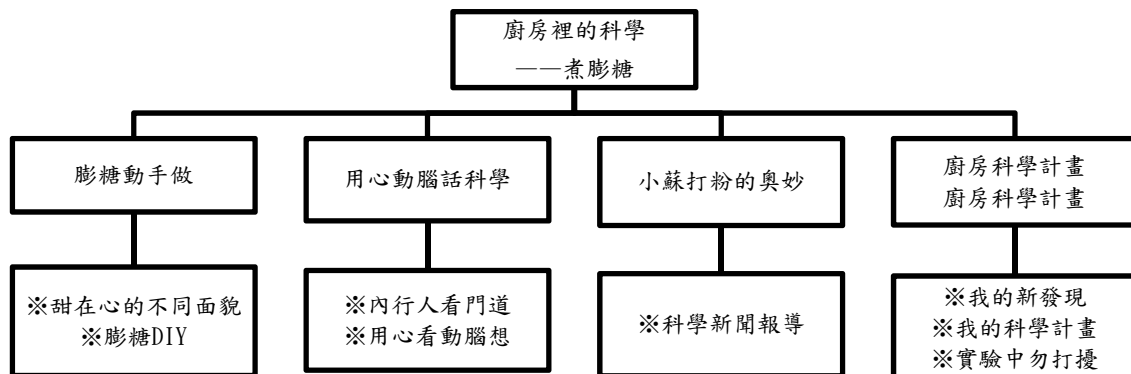 廚房裡的科學
——煮膨糖
膨糖動手做
用心動腦話科學
小蘇打粉的奧妙
廚房科學計畫
廚房科學計畫
※甜在心的不同面貌
※膨糖DIY
※內行人看門道
※用心看動腦想
※科學新聞報導
※我的新發現
※我的科學計畫
※實驗中勿打擾